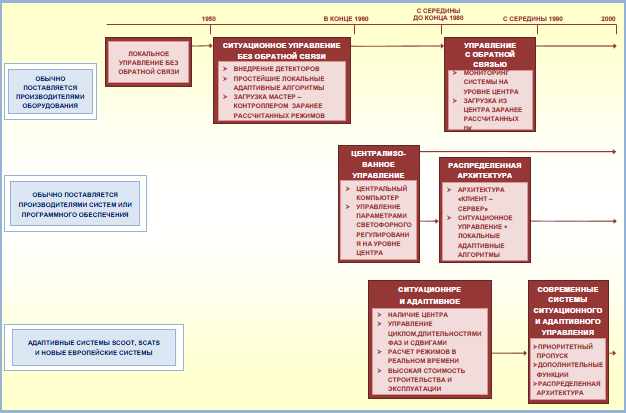 1950
В КОНЦЕ 1960
С СЕРЕДИНЫ
ДО КОНЦА 1980
С СЕРЕДИНЫ 1990
2000
ОБЫЧНО
ПОСТАВЛЯЕТСЯ
ПРОИЗВОДИТЕЛЯМИ
ОБОРУДОВАНИЯ
ЛОКАЛЬНОЕ
УПРАВЛЕНИЕ БЕЗ
ОБРАТНОЙ СВЯЗИ
СИТУАЦИОННОЕ УПРАВЛЕНИЕ
БЕЗ ОБРАТНОЙ СВЯЗИ
ВНЕДРЕНИЕ ДЕТЕКТОРОВ
ПРОСТЕЙШИЕ ЛОКАЛЬНЫЕ
АДАПТИВНЫЕ АЛГОРИТМЫ
ЗАГРУЗКА МАСТЕР –
КОНТРОЛЛЕРОМ ЗАРАНЕЕ
РАССЧИТАННЫХ РЕЖИМОВ
УПРАВЛЕНИЕ
С ОБРАТНОЙ
СВЯЗЬЮ
МОНИТОРИНГ
СИСТЕМЫ НА
УРОВНЕ ЦЕНТРА
ЗАГРУЗКА ИЗ
ЦЕНТРА ЗАРАНЕЕ
РАССЧИТАННЫХ
ПК
ОБЫЧНО ПОСТАВЛЯЕТСЯ
ПРОИЗВОДИТЕЛЯМИ СИСТЕМ ИЛИ
ПРОГРАММНОГО ОБЕСПЕЧЕНИЯ
ЦЕНТРАЛИЗО-
ВАННОЕ
УПРАВЛЕНИЕ
ЦЕНТРАЛЬНЫЙ
КОМПЬЮТЕР
УПРАВЛЕНИЕ
ПАРАМЕТРАМИ
СВЕТОФОРНОГО
РЕГУЛИРОВАНИ
Я НА УРОВНЕ
ЦЕНТРА
РАСПРЕДЕЛЕННАЯ
АРХИТЕКТУРА
АРХИТЕКТУРА
«КЛИЕНТ –
СЕРВЕР»
СИТУАЦИОННОЕ
УПРАВЛЕНИЕ +
ЛОКАЛЬНЫЕ
АДАПТИВНЫЕ
АЛГОРИТМЫ
АДАПТИВНЫЕ СИСТЕМЫ SCOOT, SCATS
И НОВЫЕ ЕВРОПЕЙСКИЕ СИСТЕМЫ
СИТУАЦИОННРЕ
И АДАПТИВНОЕ
НАЛИЧИЕ ЦЕНТРА
УПРАВЛЕНИЕ
ЦИКЛОМ,ДЛИТЕЛЬНОСТЯМИ
ФАЗ И СДВИГАМИ
РАСЧЕТ РЕЖИМОВ В
РЕАЛЬНОМ ВРЕМЕНИ
ВЫСОКАЯ СТОИМОСТЬ
СТРОИТЕЛЬСТВА И
ЭКСПЛУАТАЦИИ
СОВРЕМЕННЫЕ
СИСТЕМЫ
СИТУАЦИОННОГО
И АДАПТИВНОГО
УПРАВЛЕНИЯ
ПРИОРИТЕТНЫЙ
ПРОПУСК
ДОПОЛНИТЕЛЬНЫЕ
ФУНКЦИИ
РАСПРЕДЕЛЕННАЯ
АРХИТЕКТУРА